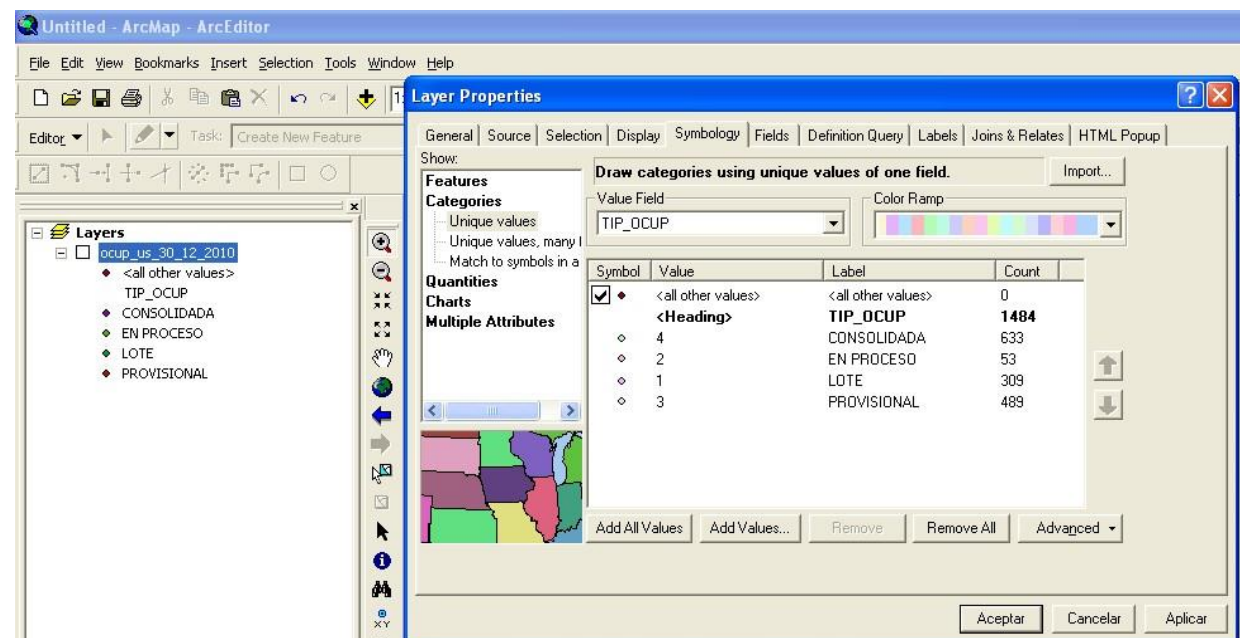 Untitled - ArcMap - ArcEditor
File Edit View Bookmarks Insert Selection Tools Window Help
1:
Editor Task: Create New Feature
Layers
ocup_us_30_12_2010
<all other values>
TIP_OCUP
CONSOLIDADA
EN PROCESO
LOTE
PROVISIONAL
Layer Properties
General Source Selection Display Symbology Fields Definition Query Labels Joins & Relates HTML Popup
Show:
Features
Categories
Unique values
Unique values, many
Match to symbols in a
Quantities
Charts
Multiple Attributes
Draw categories using unique values of one field. Import...
Value Field Color Ramp
TIP_OCUP
Symbol Value Label Count
<all other values> <all other values> 0
<Heading> TIP_OCUP 1484
4 CONSOLIDADA 633
2 EN PROCESO 53
1 LOTE 309
3 PROVISIONAL 489
Add All Values Add Values... Remove Remove All Advanced
XY
Aceptar Cancelar Aplicar